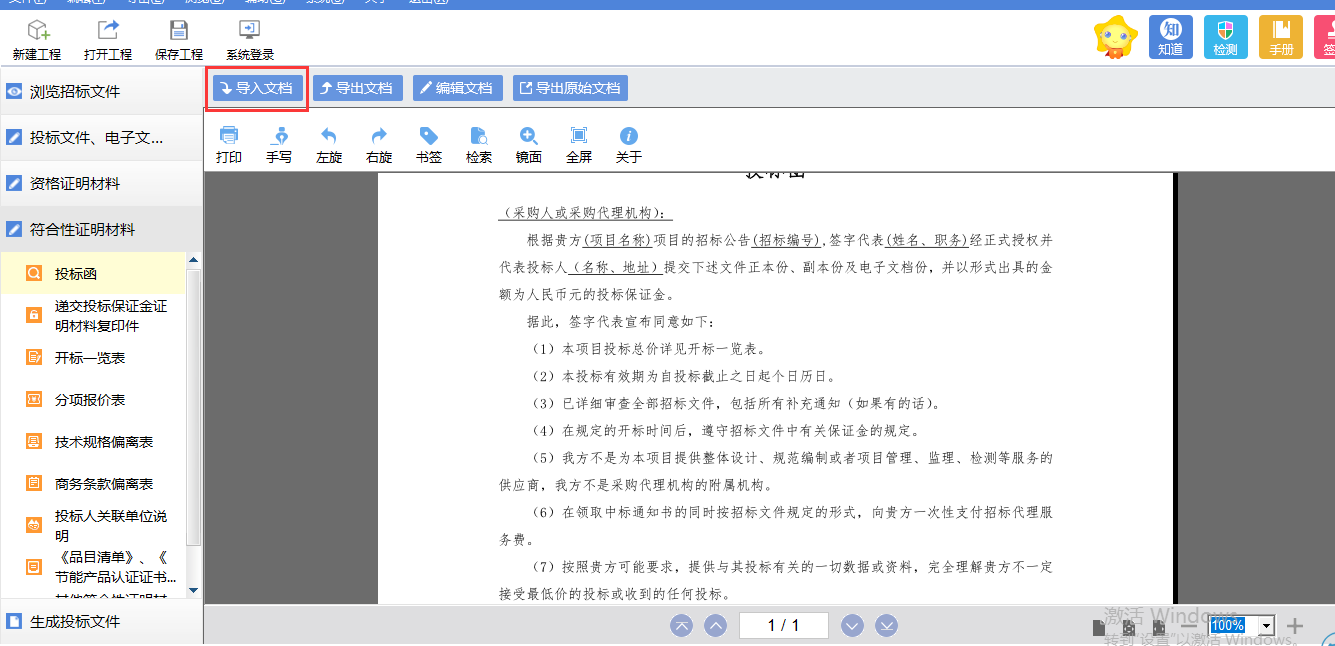 新建工程 打开工程 保存工程 系统登录
知道 检测 手册
浏览招标文件
投标文件、电子文...
资格证明材料
符合性证明材料
投标函
递交投标保证金证
明材料复印件
开标一览表
分项报价表
技术规格偏离表
商务条款偏离表
投标人关联单位说
明
《品目清单》、《
节能产品认证证书...
生成投标文件
导入文档 导出文档 编辑文档 导出原始文档
打印 手写 左旋 右旋 书签 检索 镜面 全屏 关于
投标函
（采购人或采购代理机构）：
根据贵方(项目名称)项目的招标公告(招标编号),签字代表(姓名、职务)经正式授权并
代表投标人（名称、地址）提交下述文件正本份、副本份及电子文档份，并以形式出具的金
额为人民币元的投标保证金。
据此，签字代表宣布同意如下：
（1）本项目投标总价详见开标一览表。
（2）本投标有效期为自投标截止之日起个日历日。
（3）已详细审查全部招标文件，包括所有补充通知（如果有的话）。
（4）在规定的开标时间后，遵守招标文件中有关保证金的规定。
（5）我方不是为本项目提供整体设计、规范编制或者项目管理、监理、检测等服务的
供应商，我方不是采购代理机构的附属机构。
（6）在领取中标通知书的同时按招标文件规定的形式，向贵方一次性支付招标代理服
务费。
（7）按照贵方可能要求，提供与其投标有关的一切数据或资料，完全理解贵方不一定
接受最低价的投标或收到的任何投标。
1 / 1
100%
激活 Windows
转到"设置"以激活 Windows。